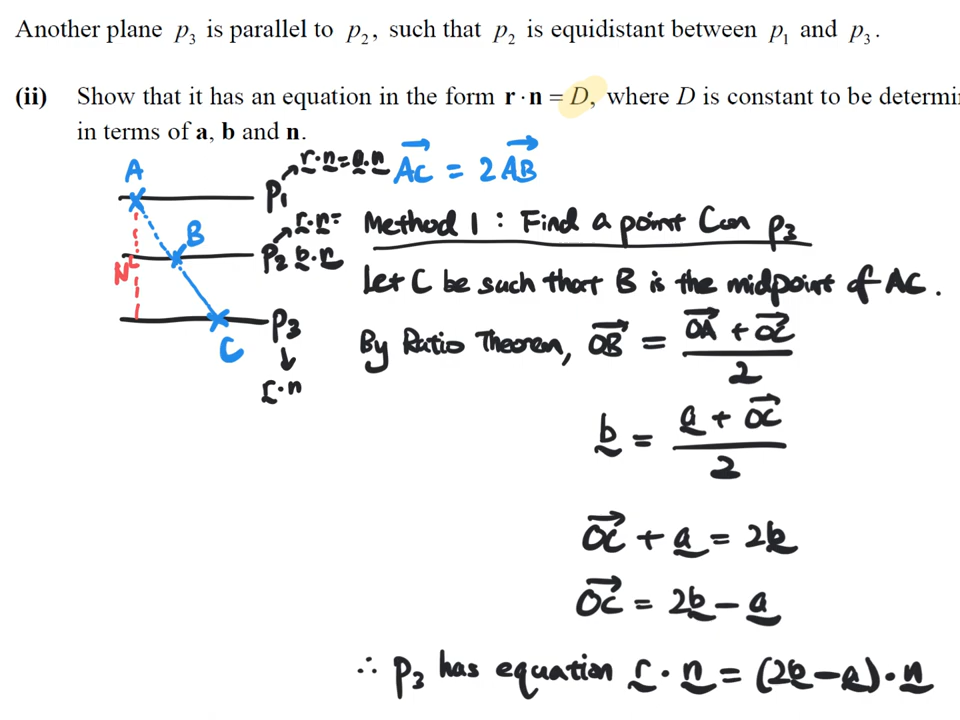 Another plane p₃ is parallel to p₂, such that p₂ is equidistant between p₁ and p₃.
(ii) Show that it has an equation in the form r·n = D, where D is constant to be determi
in terms of a, b and n.
A
P₁
r·n = a·n
AC = 2AB
B
P₂
r·n =
b·n
N
P₃
C
r·n
Method 1 : Find a point C on p₃
Let C be such that B is the midpoint of AC.
By Ratio Theorem, OB = (OA + OC)/2
b = (a + OC)/2
OC + a = 2b
OC = 2b − a
∴ p₃ has equation r·n = (2b − a)·n